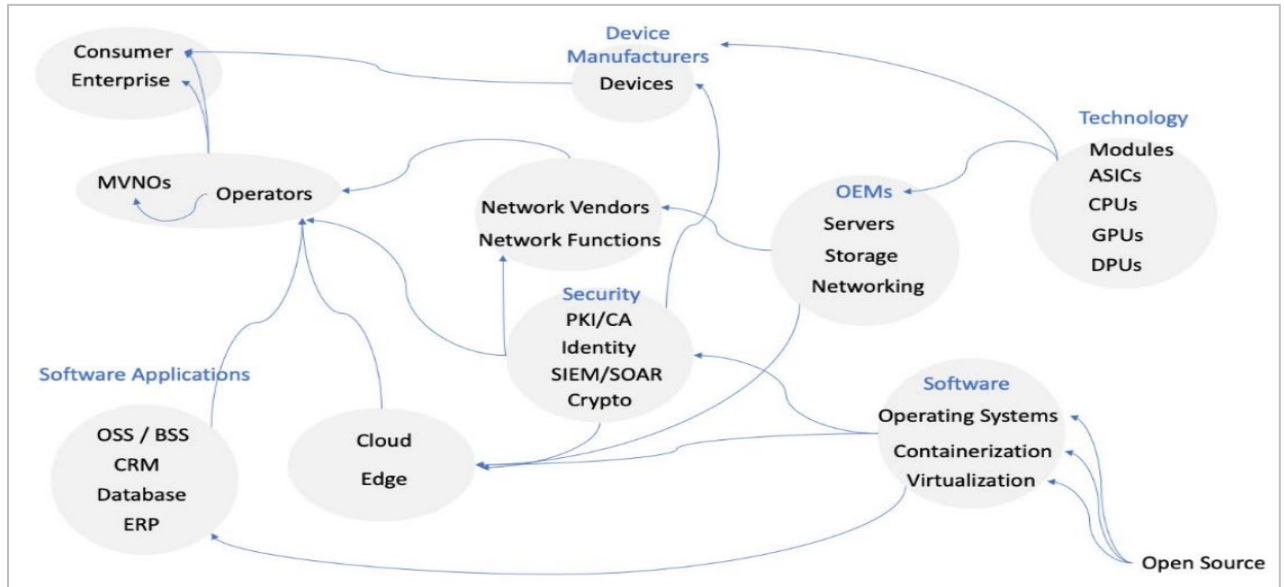 Consumer
Enterprise
Device
Manufacturers
Devices
Technology
Modules
ASICs
CPUs
GPUs
DPUs
MVNOs
Operators
Network Vendors
Network Functions
OEMs
Servers
Storage
Networking
Security
PKI/CA
Identity
SIEM/SOAR
Crypto
Software Applications
OSS / BSS
CRM
Database
ERP
Cloud
Edge
Software
Operating Systems
Containerization
Virtualization
Open Source